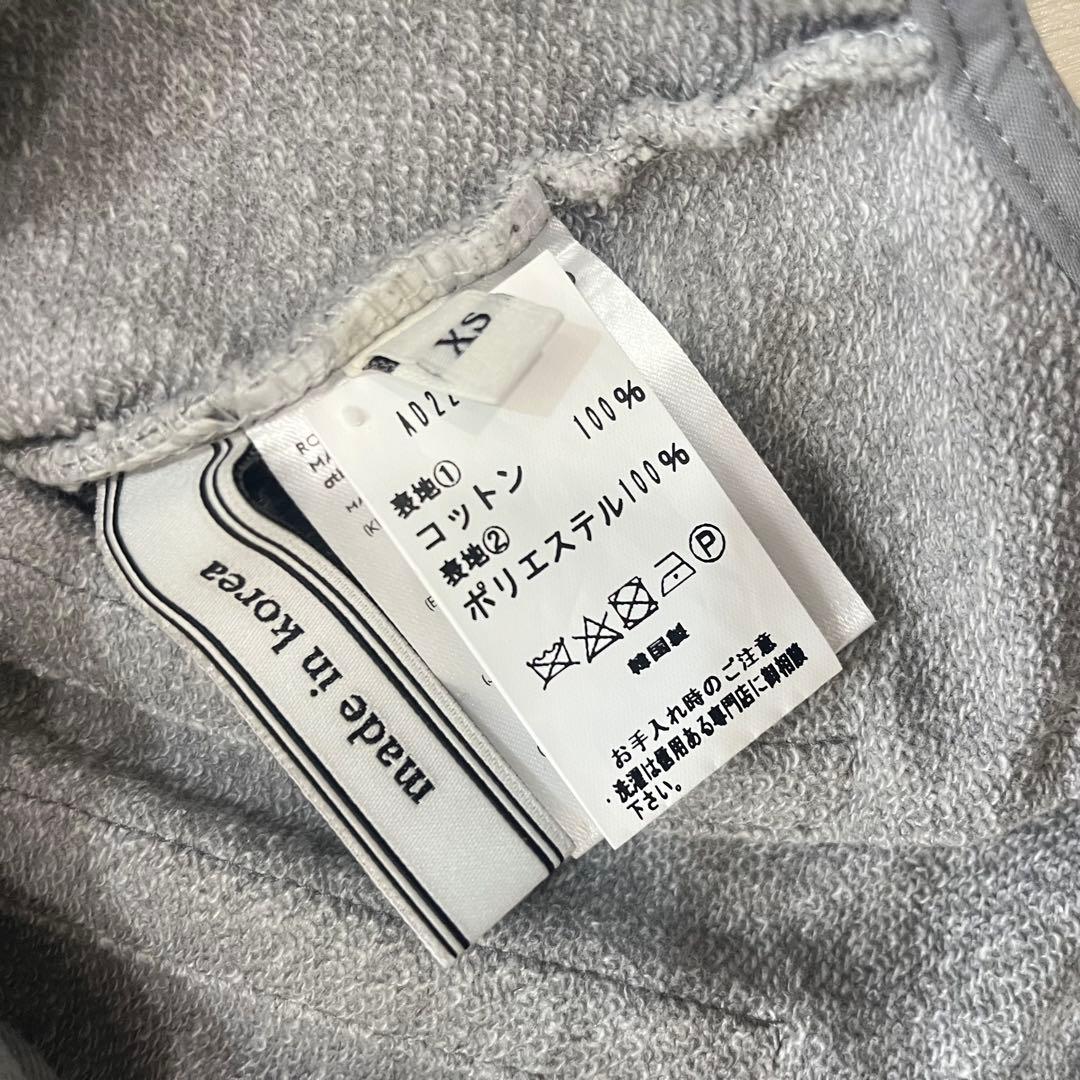 XS
AD22
表地①
コットン 100%
表地②
ポリエステル100%
韓国製
お手入れ時のご注意
・洗濯は信用ある専門店に御相談
下さい。
P
made in korea